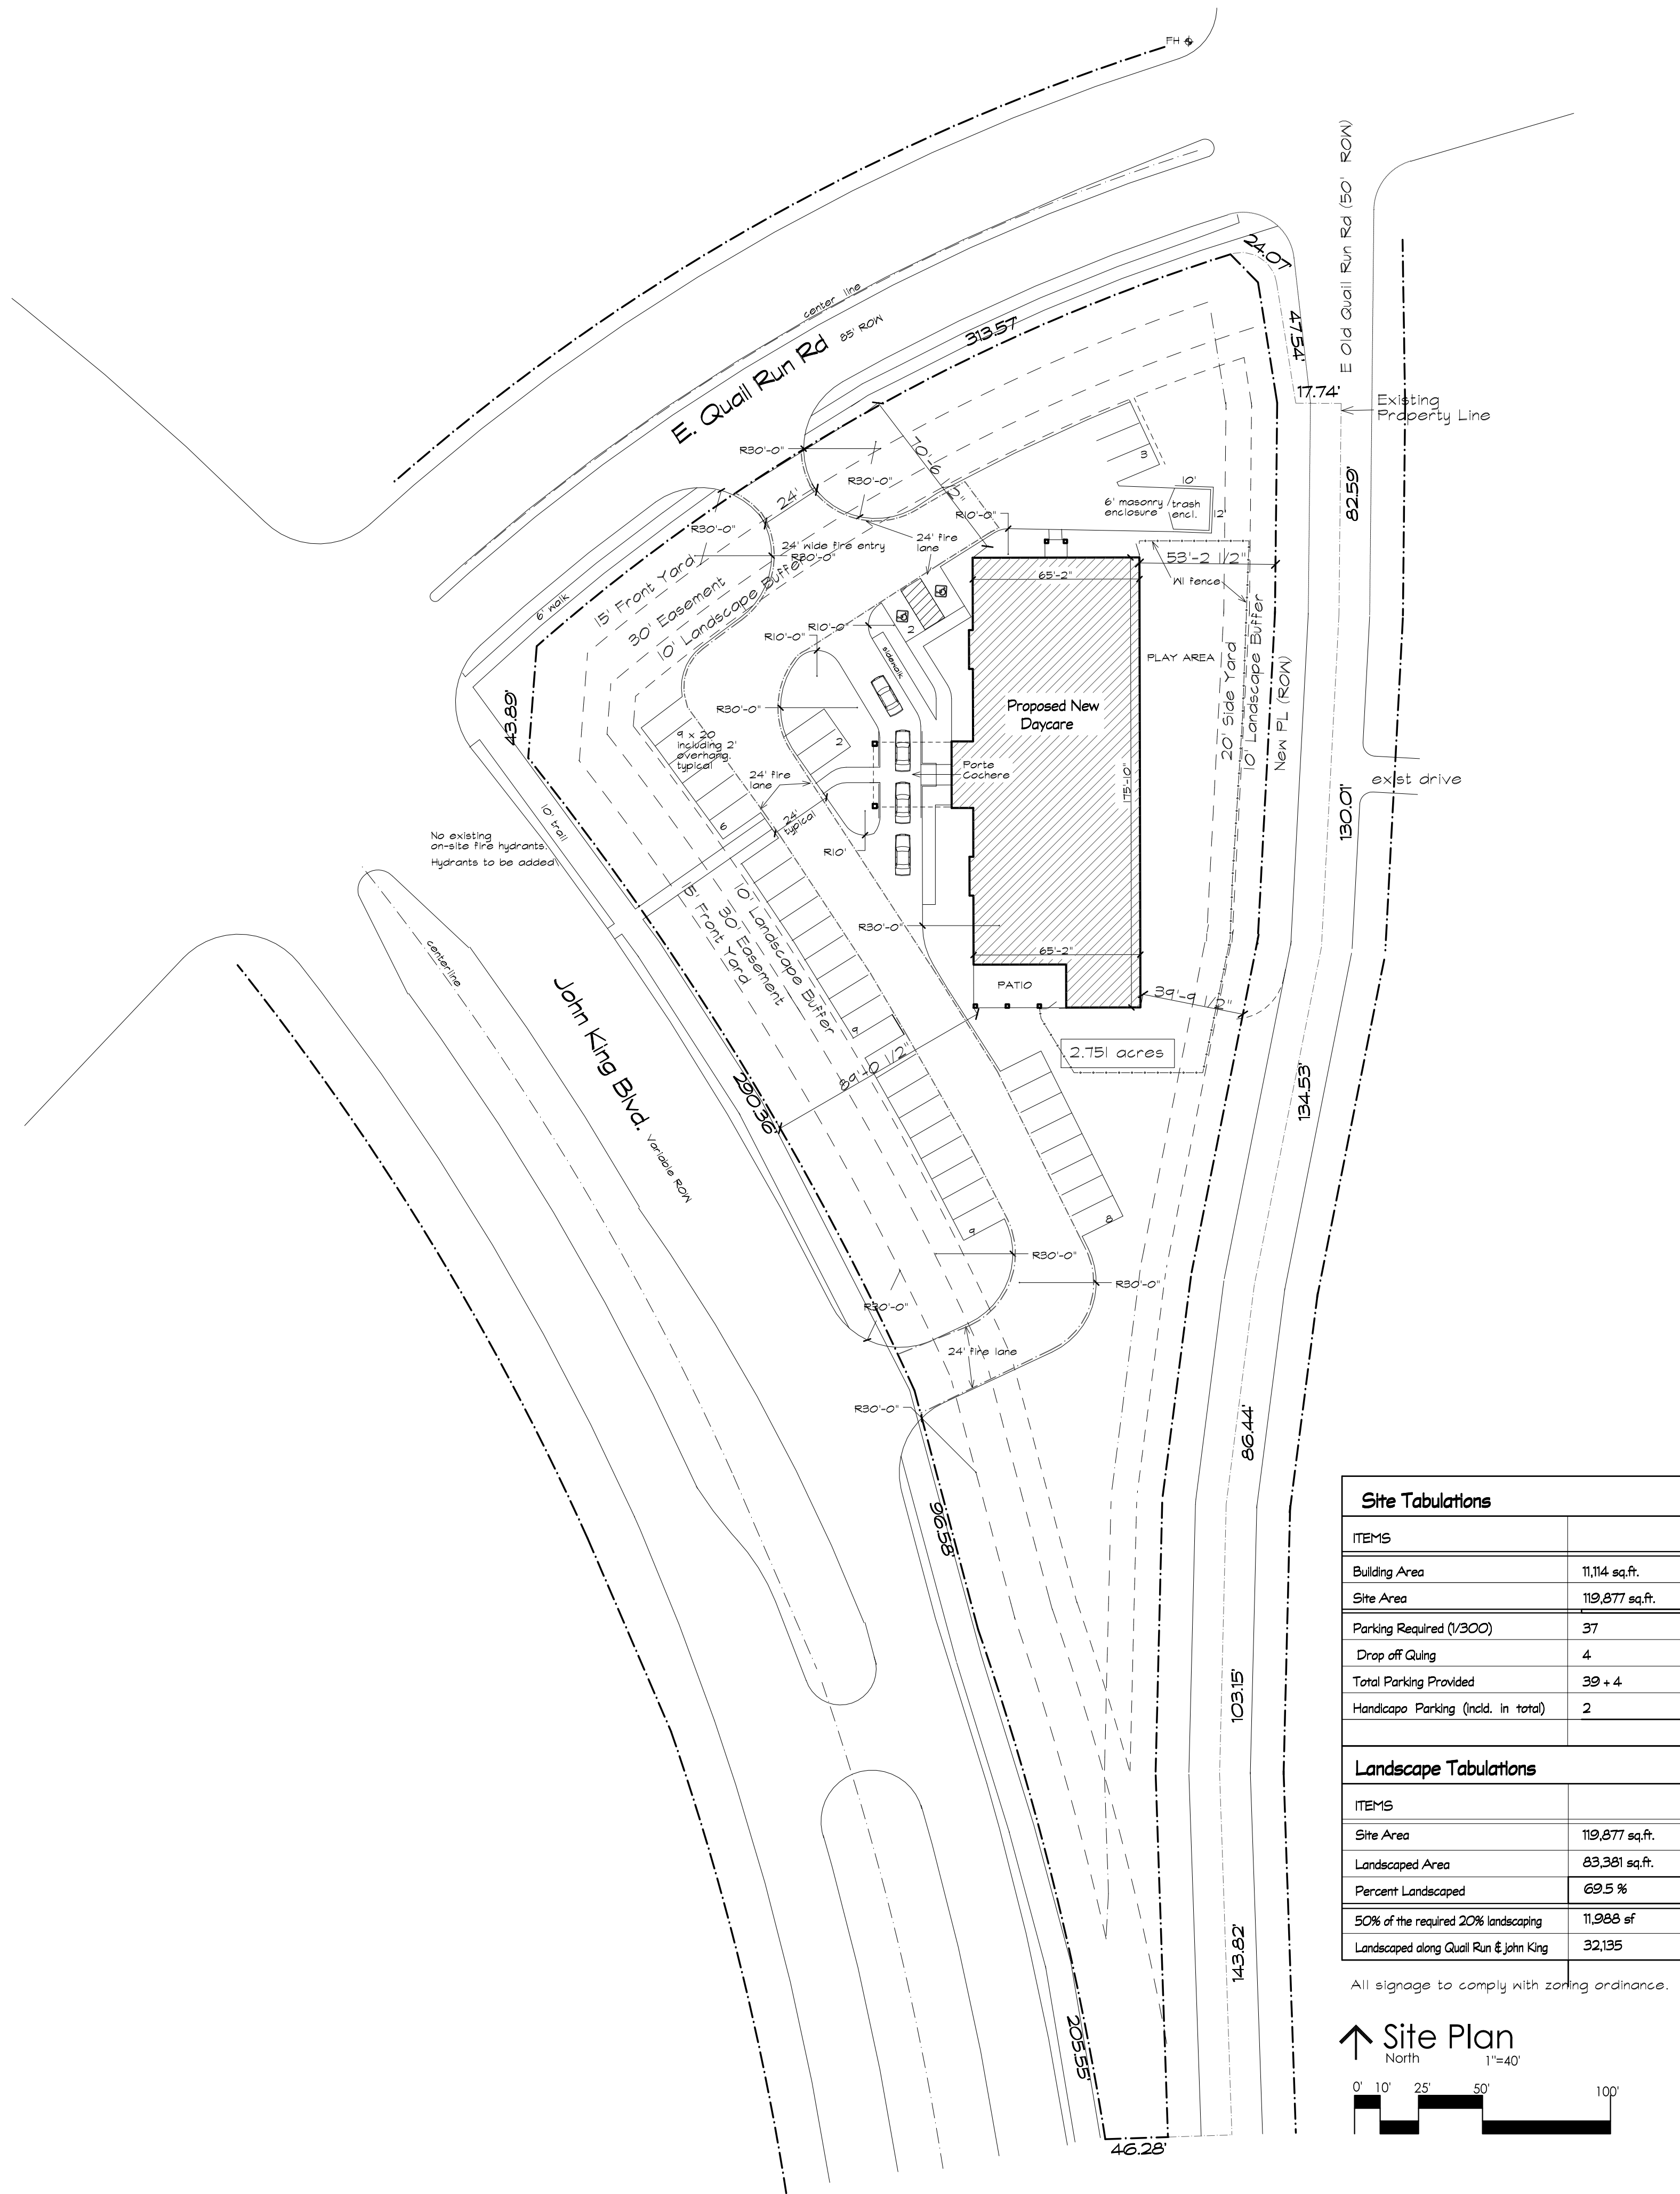 FH
E Old Quail Run Rd (50' ROW)
center line
E. Quail Run Rd 85' ROW
313.57'
24.07'
47.54'
17.74'
Existing
Property Line
82.59'
R30'-0"
R30'-0"
24'
R30'-0"
70'-6 1/2"
R10'-0"
3
10'
6' masonry
enclosure
trash
encl.
12'
24' wide fire entry
R30'-0"
24' fire
lane
53'-2 1/2"
WI fence
65'-2"
6' walk
15' Front Yard
30' Easement
10' Landscape Buffer
R10'-0"
R10'-0"
2
sidewalk
PLAY AREA
20' Side Yard
10' Landscape Buffer
New PL (ROW)
43.89'
R30'-0"
Proposed New
Daycare
9 x 20
including 2'
overhang.
typical
2
24' fire
lane
Porte
Cochere
175'-10"
exist drive
130.01'
6
24'
typical
R10'
10' trail
No existing
on-site fire hydrants.
Hydrants to be added
10' Landscape Buffer
30' Easement
15' Front Yard
R30'-0"
65'-2"
centerline
PATIO
39'-9 1/2"
9
2.751 acres
89'-0 1/2"
John King Blvd. Variable ROW
290.36'
134.53'
9
8
R30'-0"
R30'-0"
R30'-0"
24' fire lane
R30'-0"
86.44'
96.58'
103.15'
143.82'
205.55'
46.28'
Site Tabulations
ITEMS
Building Area 11,114 sq.ft.
Site Area 119,877 sq.ft.
Parking Required (1/300) 37
Drop off Quing 4
Total Parking Provided 39 + 4
Handicapo Parking (incld. in total) 2
Landscape Tabulations
ITEMS
Site Area 119,877 sq.ft.
Landscaped Area 83,381 sq.ft.
Percent Landscaped 69.5 %
50% of the required 20% landscaping 11,988 sf
Landscaped along Quail Run & John King 32,135
All signage to comply with zoning ordinance.
Site Plan
North 1"=40'
0' 10' 25' 50' 100'